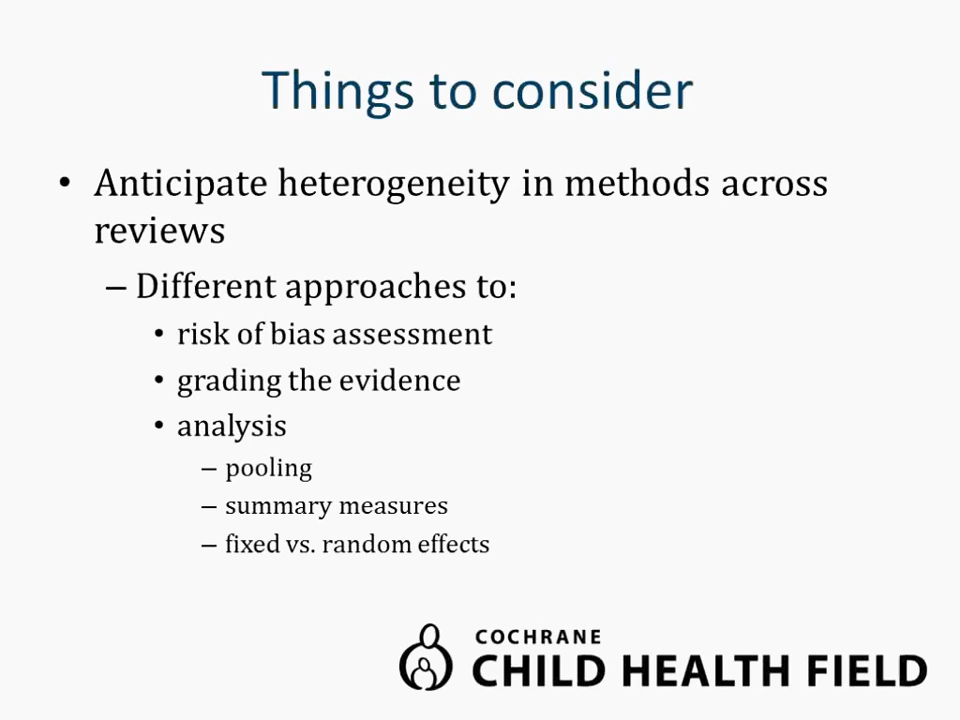 Things to consider
• Anticipate heterogeneity in methods across
reviews
– Different approaches to:
• risk of bias assessment
• grading the evidence
• analysis
– pooling
– summary measures
– fixed vs. random effects
COCHRANE
CHILD HEALTH FIELD